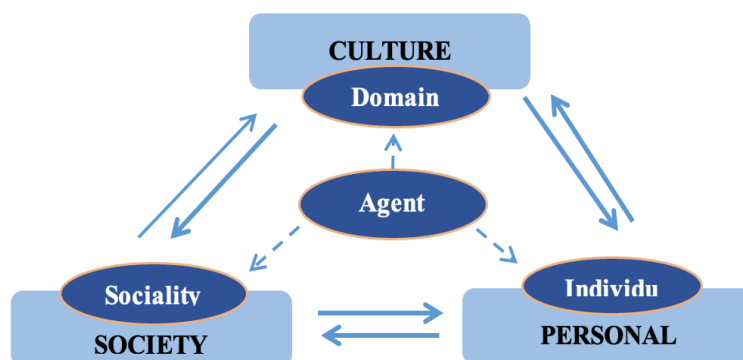 CULTURE
Domain
Agent
Sociality
SOCIETY
Individu
PERSONAL